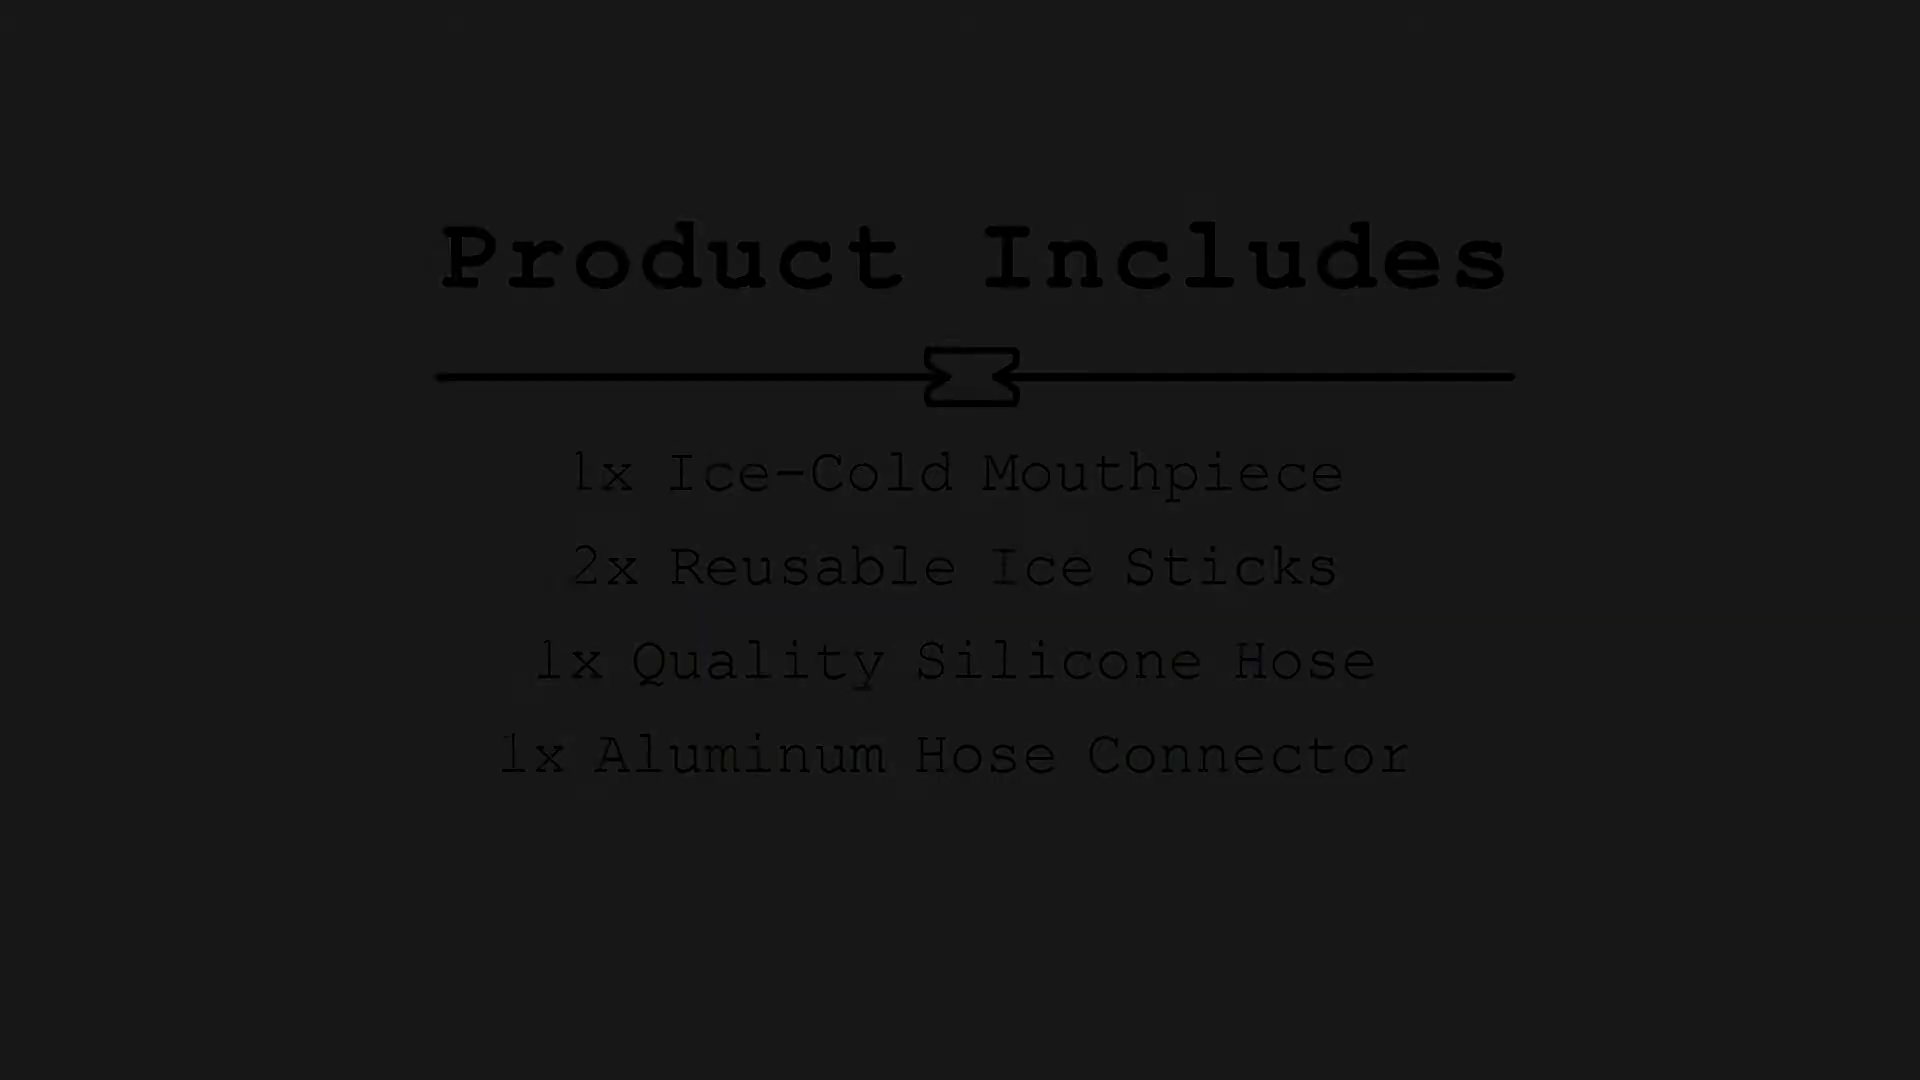 Product Includes
1x Ice-Cold Mouthpiece
2x Reusable Ice Sticks
1x Quality Silicone Hose
1x Aluminum Hose Connector